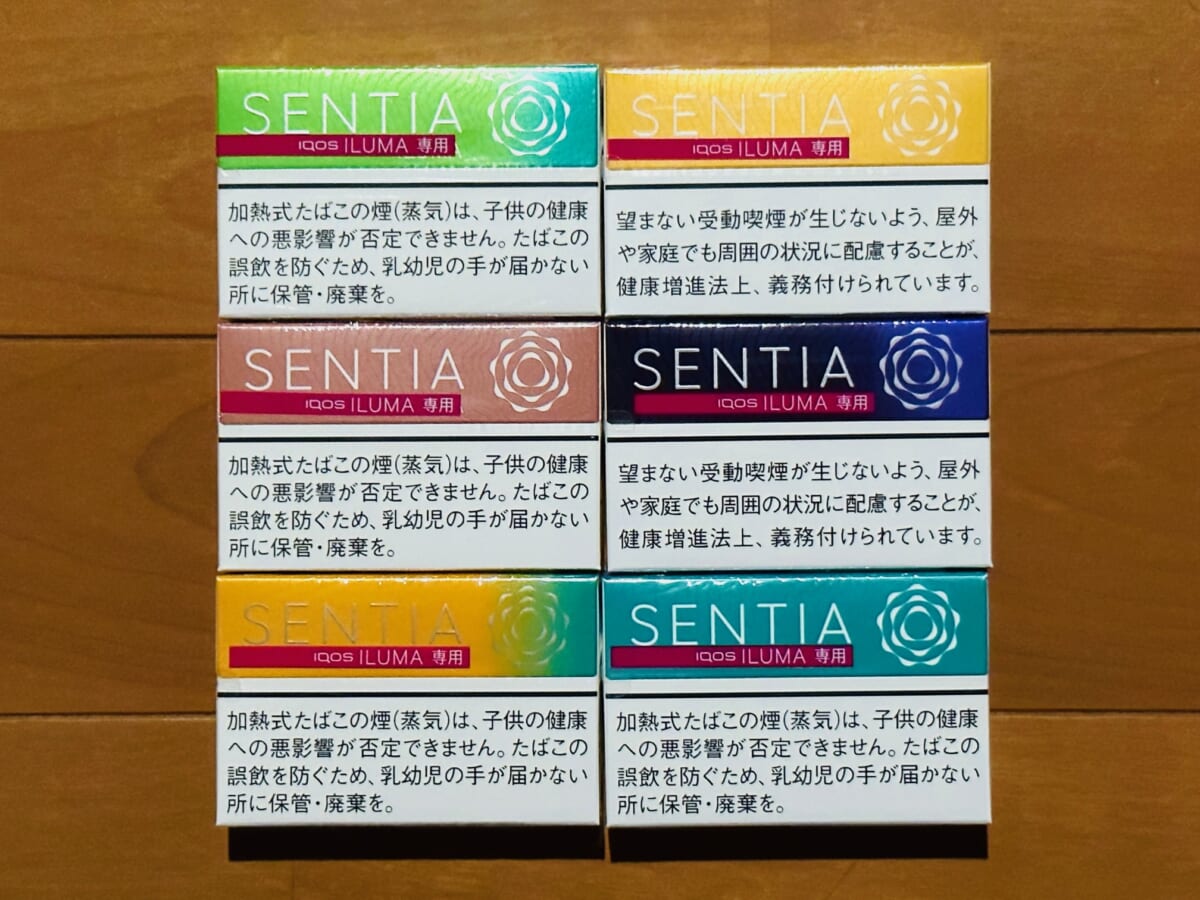 SENTIA
IQOS ILUMA 専用
加熱式たばこの煙(蒸気)は、子供の健康
への悪影響が否定できません。たばこの
誤飲を防ぐため、乳幼児の手が届かない
所に保管・廃棄を。
SENTIA
IQOS ILUMA 専用
望まない受動喫煙が生じないよう、屋外
や家庭でも周囲の状況に配慮することが、
健康増進法上、義務付けられています。
SENTIA
IQOS ILUMA 専用
加熱式たばこの煙(蒸気)は、子供の健康
への悪影響が否定できません。たばこの
誤飲を防ぐため、乳幼児の手が届かない
所に保管・廃棄を。
SENTIA
IQOS ILUMA 専用
望まない受動喫煙が生じないよう、屋外
や家庭でも周囲の状況に配慮することが、
健康増進法上、義務付けられています。
SENTIA
IQOS ILUMA 専用
加熱式たばこの煙(蒸気)は、子供の健康
への悪影響が否定できません。たばこの
誤飲を防ぐため、乳幼児の手が届かない
所に保管・廃棄を。
SENTIA
IQOS ILUMA 専用
加熱式たばこの煙(蒸気)は、子供の健康
への悪影響が否定できません。たばこの
誤飲を防ぐため、乳幼児の手が届かない
所に保管・廃棄を。